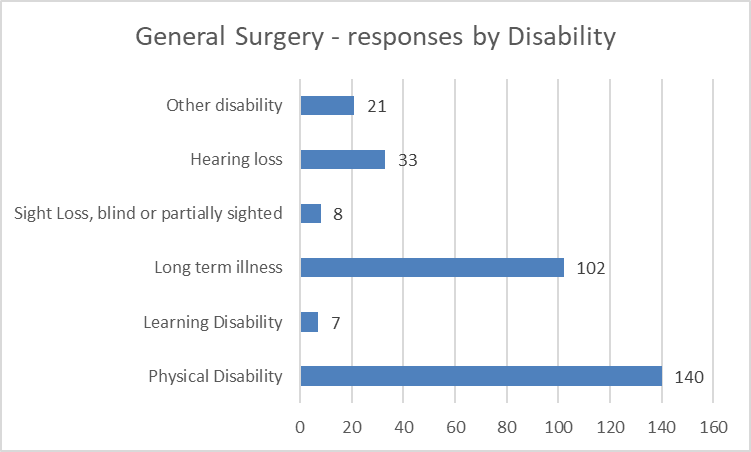 General Surgery - responses by Disability
Other disability 21
Hearing loss 33
Sight Loss, blind or partially sighted 8
Long term illness 102
Learning Disability 7
Physical Disability 140
0 20 40 60 80 100 120 140 160